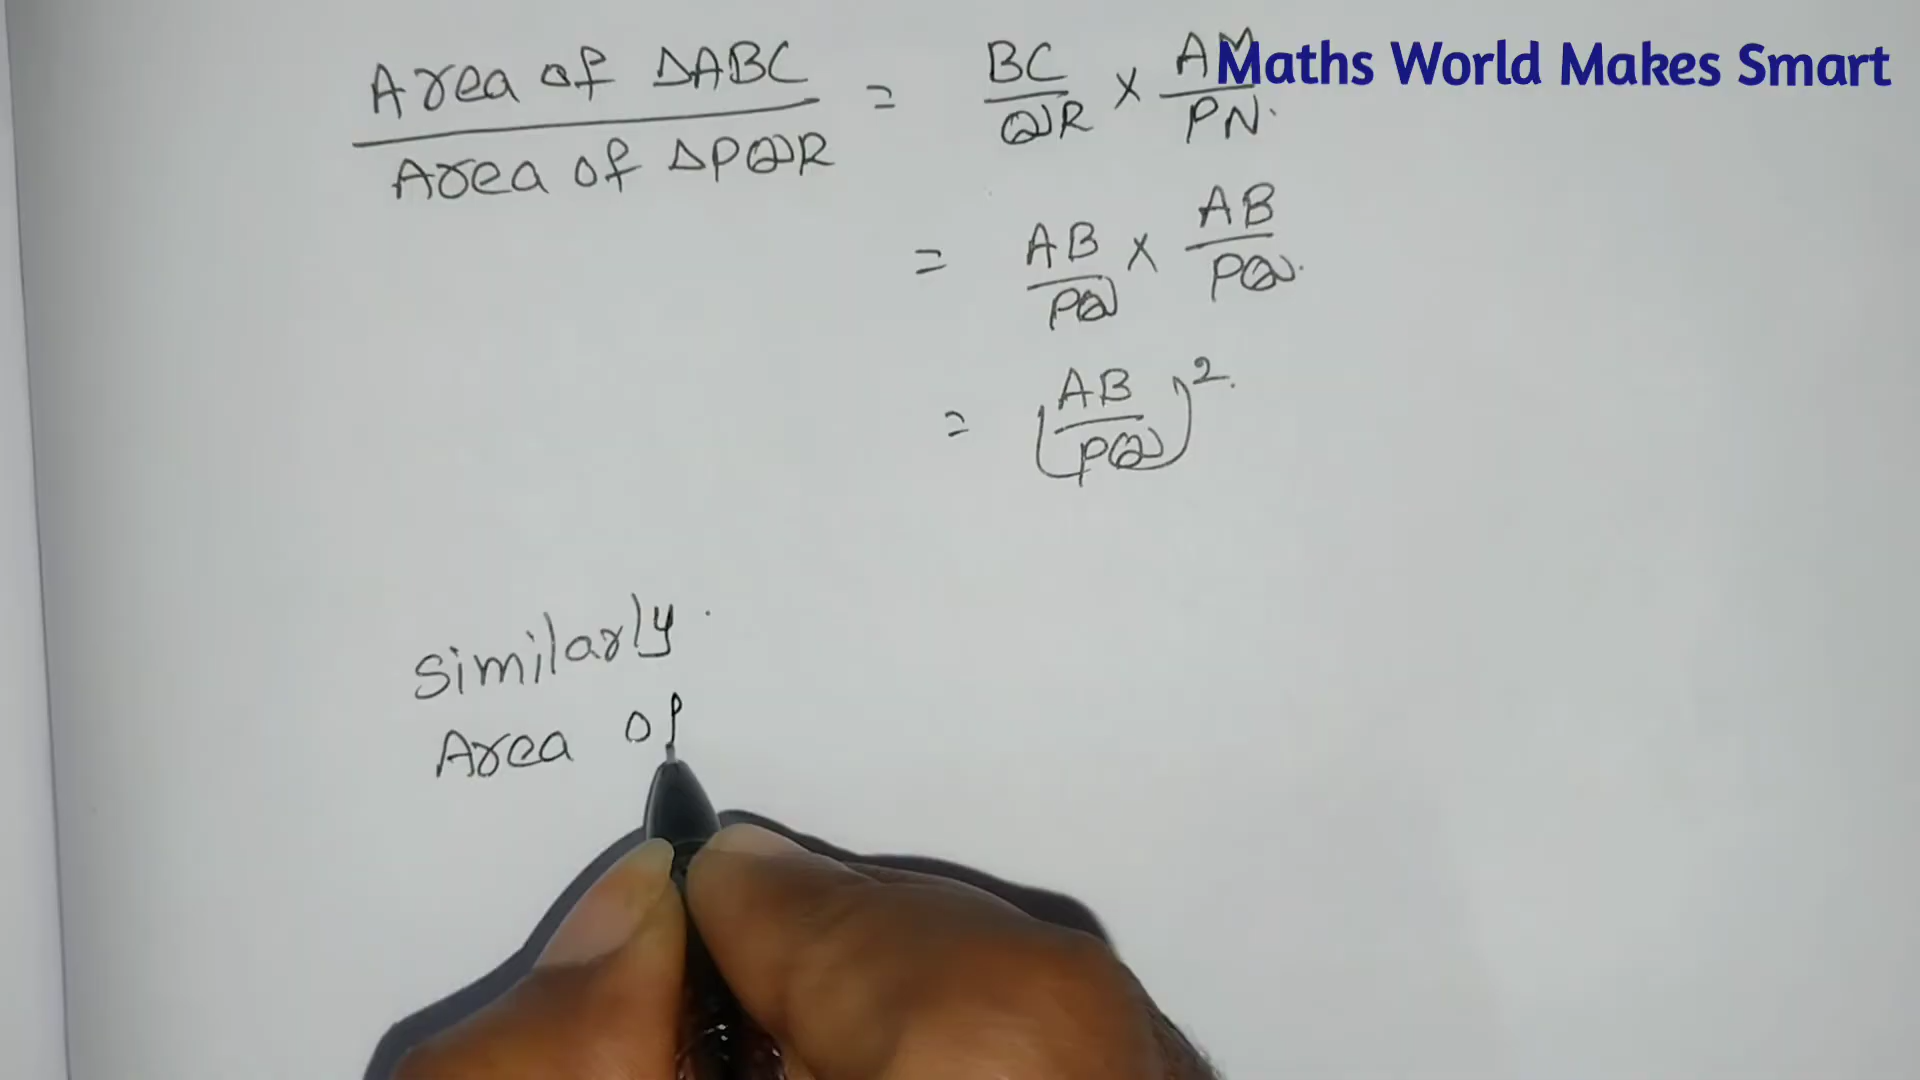 Maths World Makes Smart
Area of ΔABC / Area of ΔPQR = BC/QR × AM/PN.
= AB/PQ × AB/PQ.
= (AB/PQ)².
Similarly.
Area of